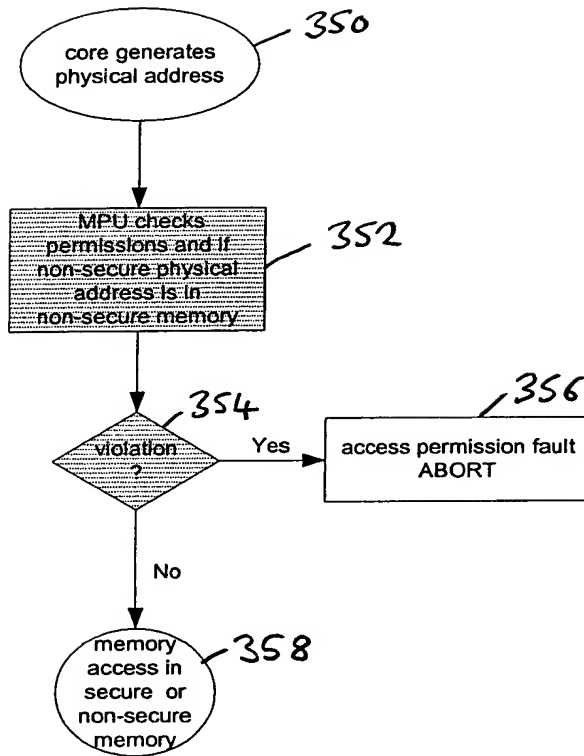 350
core generates
physical address
352
MPU checks
permissions and if
non-secure physical
address is in
non-secure memory
354
violation
?
Yes
356
access permission fault
ABORT
No
358
memory
access in
secure or
non-secure
memory